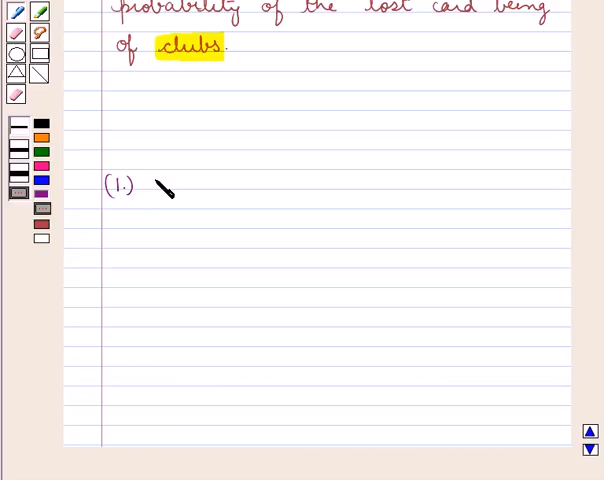 probability of the lost card being
of clubs.
(1.)